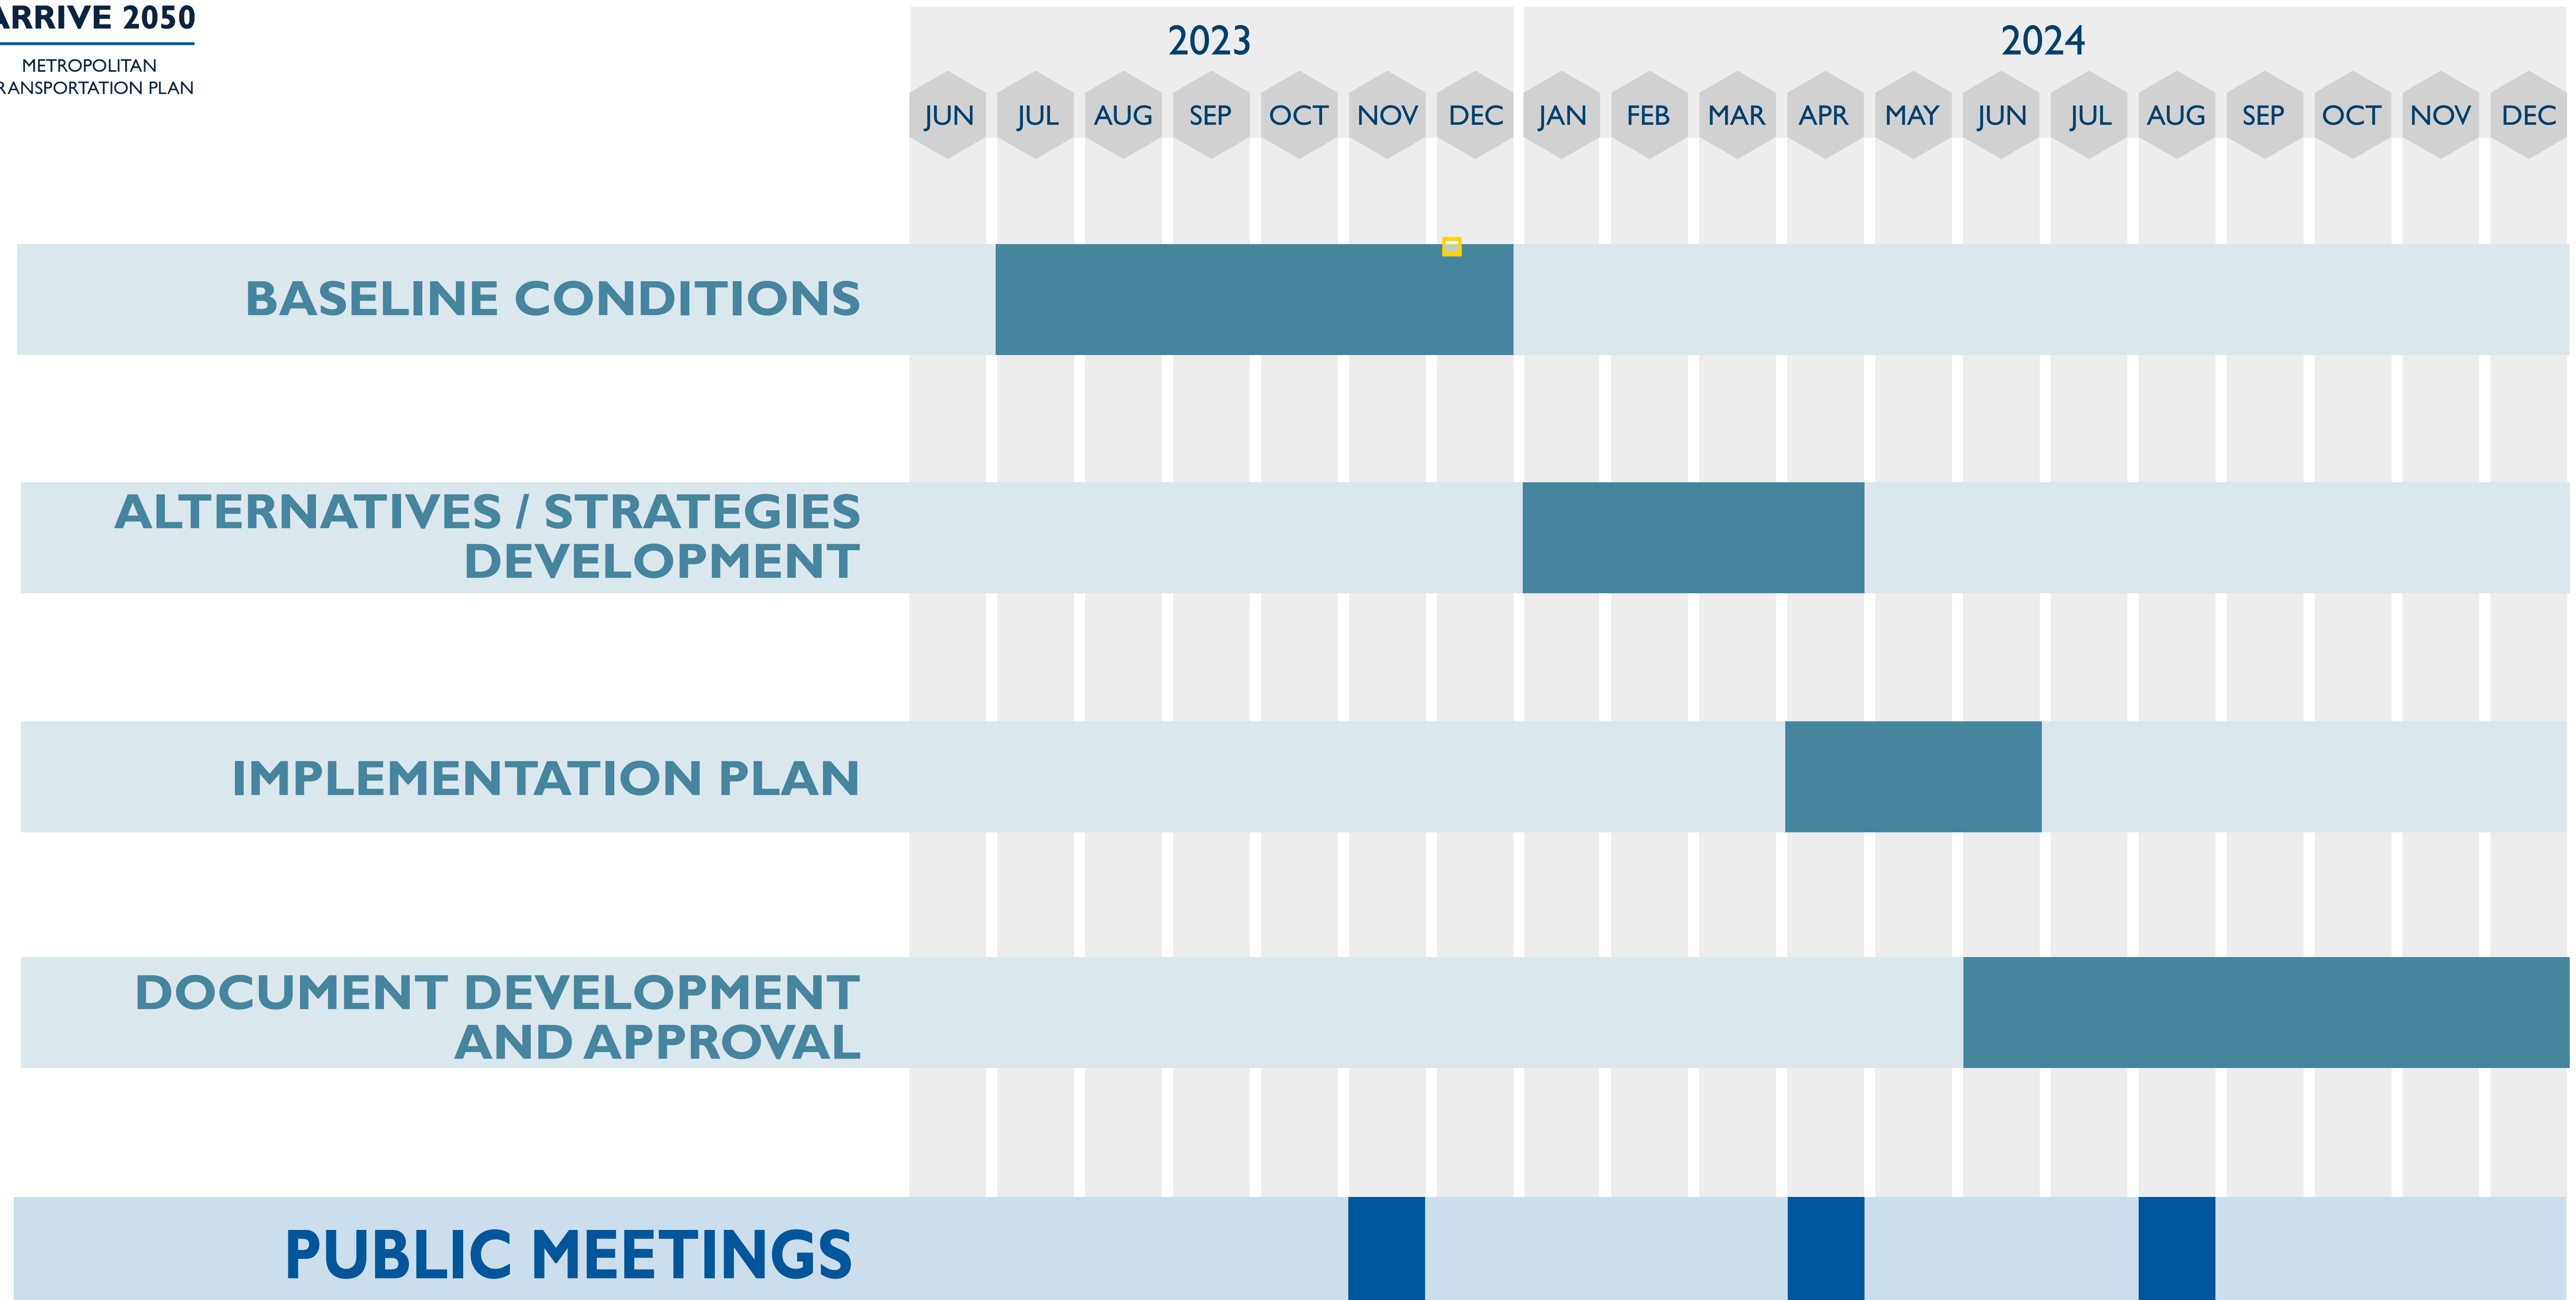 ARRIVE 2050
METROPOLITAN
RANSPORTATION PLAN
2023
2024
JUN JUL AUG SEP OCT NOV DEC JAN FEB MAR APR MAY JUN JUL AUG SEP OCT NOV DEC
BASELINE CONDITIONS
ALTERNATIVES / STRATEGIES
DEVELOPMENT
IMPLEMENTATION PLAN
DOCUMENT DEVELOPMENT
AND APPROVAL
PUBLIC MEETINGS